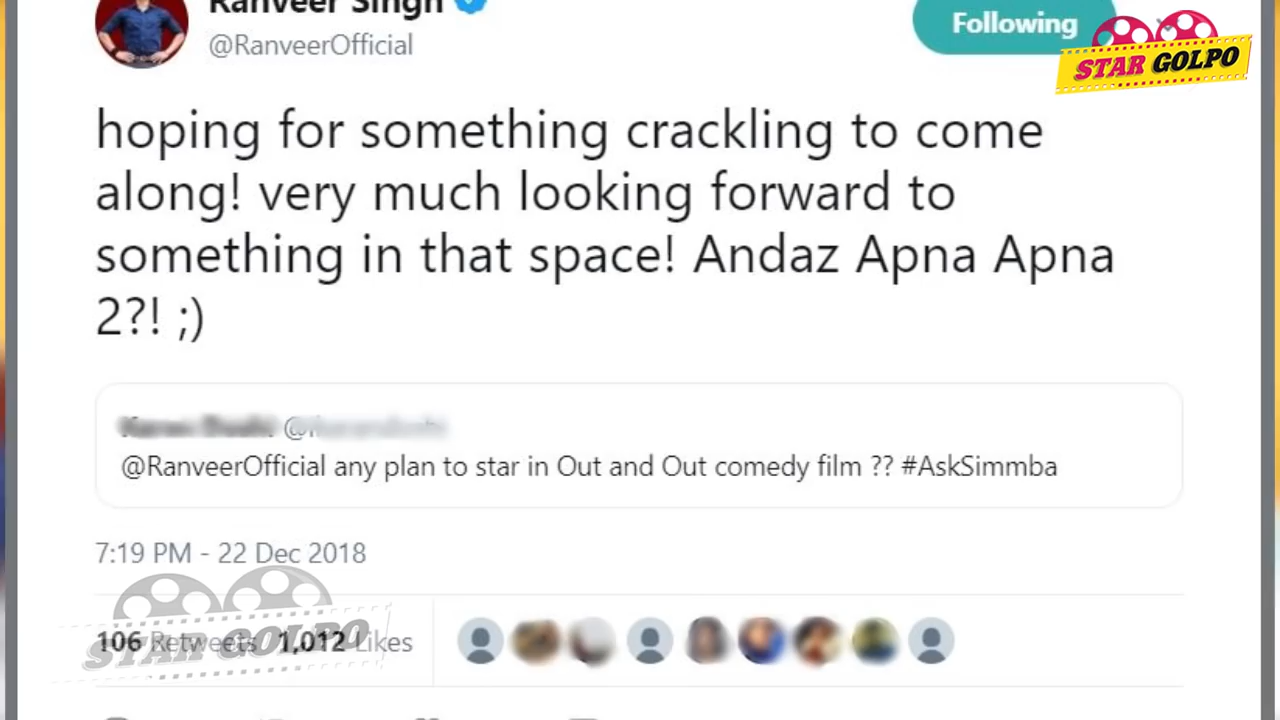 Ranveer Singh
@RanveerOfficial
Following
STAR GOLPO
hoping for something crackling to come
along! very much looking forward to
something in that space! Andaz Apna Apna
2?! ;)
@RanveerOfficial any plan to star in Out and Out comedy film ?? #AskSimmba
7:19 PM - 22 Dec 2018
106 Retweets 1,012 Likes
STAR GOLPO